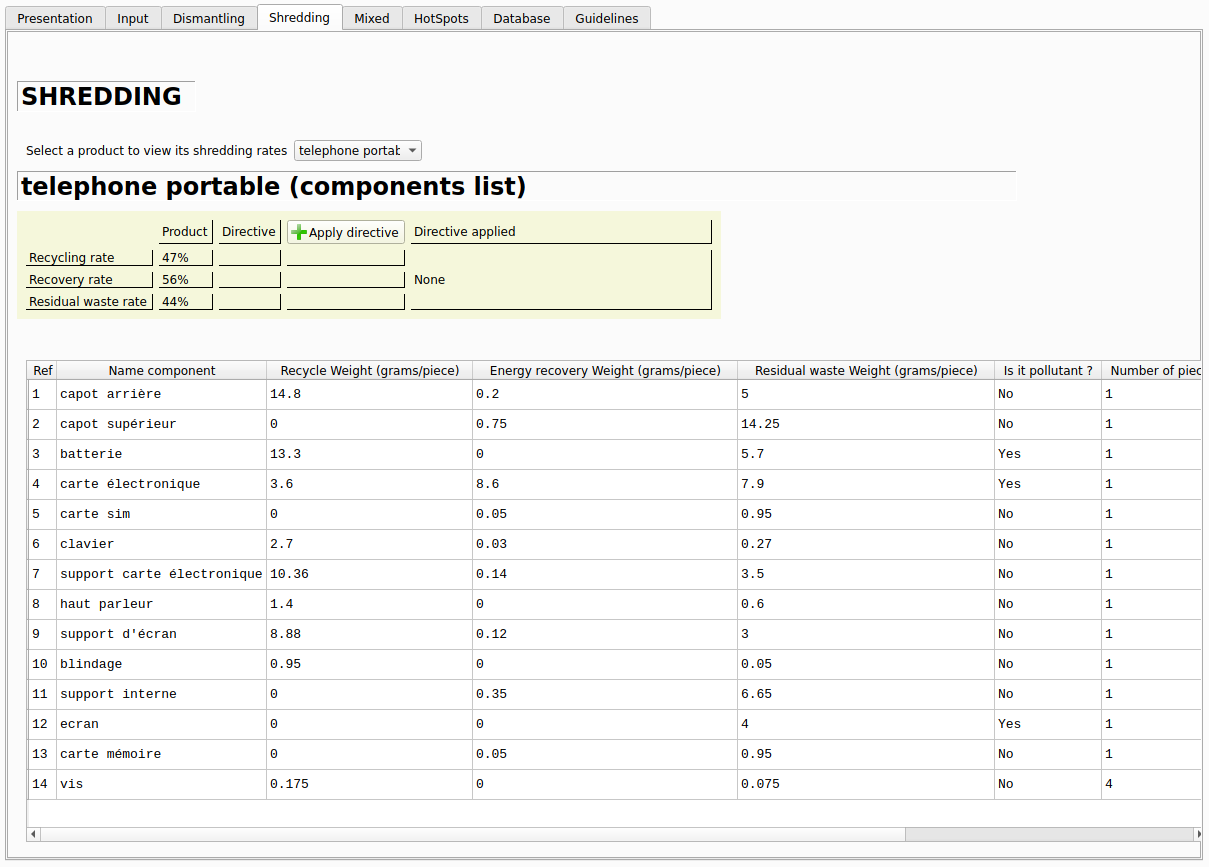 Presentation Input Dismantling Shredding Mixed HotSpots Database Guidelines
SHREDDING
Select a product to view its shredding rates telephone portat
telephone portable (components list)
Product Directive Apply directive Directive applied
Recycling rate 47%
Recovery rate 56% None
Residual waste rate 44%
Ref Name component Recycle Weight (grams/piece) Energy recovery Weight (grams/piece) Residual waste Weight (grams/piece) Is it pollutant ? Number of piec
1 capot arrière 14.8 0.2 5 No 1
2 capot supérieur 0 0.75 14.25 No 1
3 batterie 13.3 0 5.7 Yes 1
4 carte électronique 3.6 8.6 7.9 Yes 1
5 carte sim 0 0.05 0.95 No 1
6 clavier 2.7 0.03 0.27 No 1
7 support carte électronique 10.36 0.14 3.5 No 1
8 haut parleur 1.4 0 0.6 No 1
9 support d'écran 8.88 0.12 3 No 1
10 blindage 0.95 0 0.05 No 1
11 support interne 0 0.35 6.65 No 1
12 ecran 0 0 4 Yes 1
13 carte mémoire 0 0.05 0.95 No 1
14 vis 0.175 0 0.075 No 4